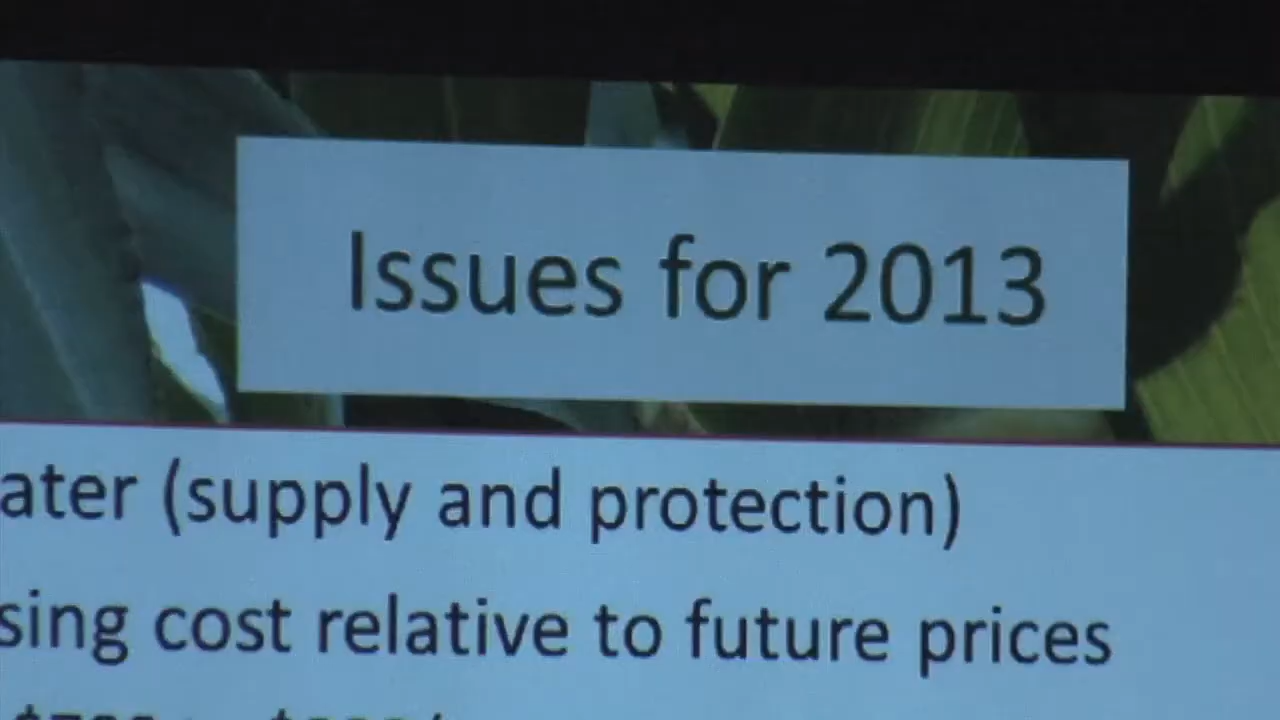 Issues for 2013
ater (supply and protection)
sing cost relative to future prices